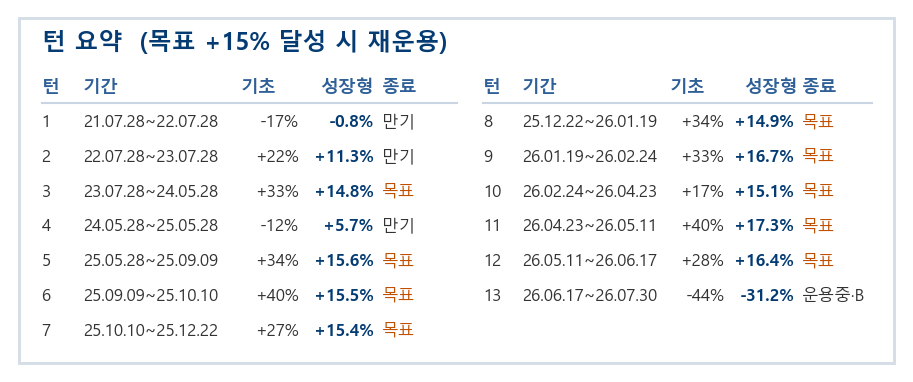 턴 요약 (목표 +15% 달성 시 재운용)
턴 기간 기초 성장형 종료
1 21.07.28~22.07.28 -17% -0.8% 만기
2 22.07.28~23.07.28 +22% +11.3% 만기
3 23.07.28~24.05.28 +33% +14.8% 목표
4 24.05.28~25.05.28 -12% +5.7% 만기
5 25.05.28~25.09.09 +34% +15.6% 목표
6 25.09.09~25.10.10 +40% +15.5% 목표
7 25.10.10~25.12.22 +27% +15.4% 목표
턴 기간 기초 성장형 종료
8 25.12.22~26.01.19 +34% +14.9% 목표
9 26.01.19~26.02.24 +33% +16.7% 목표
10 26.02.24~26.04.23 +17% +15.1% 목표
11 26.04.23~26.05.11 +40% +17.3% 목표
12 26.05.11~26.06.17 +28% +16.4% 목표
13 26.06.17~26.07.30 -44% -31.2% 운용중·B